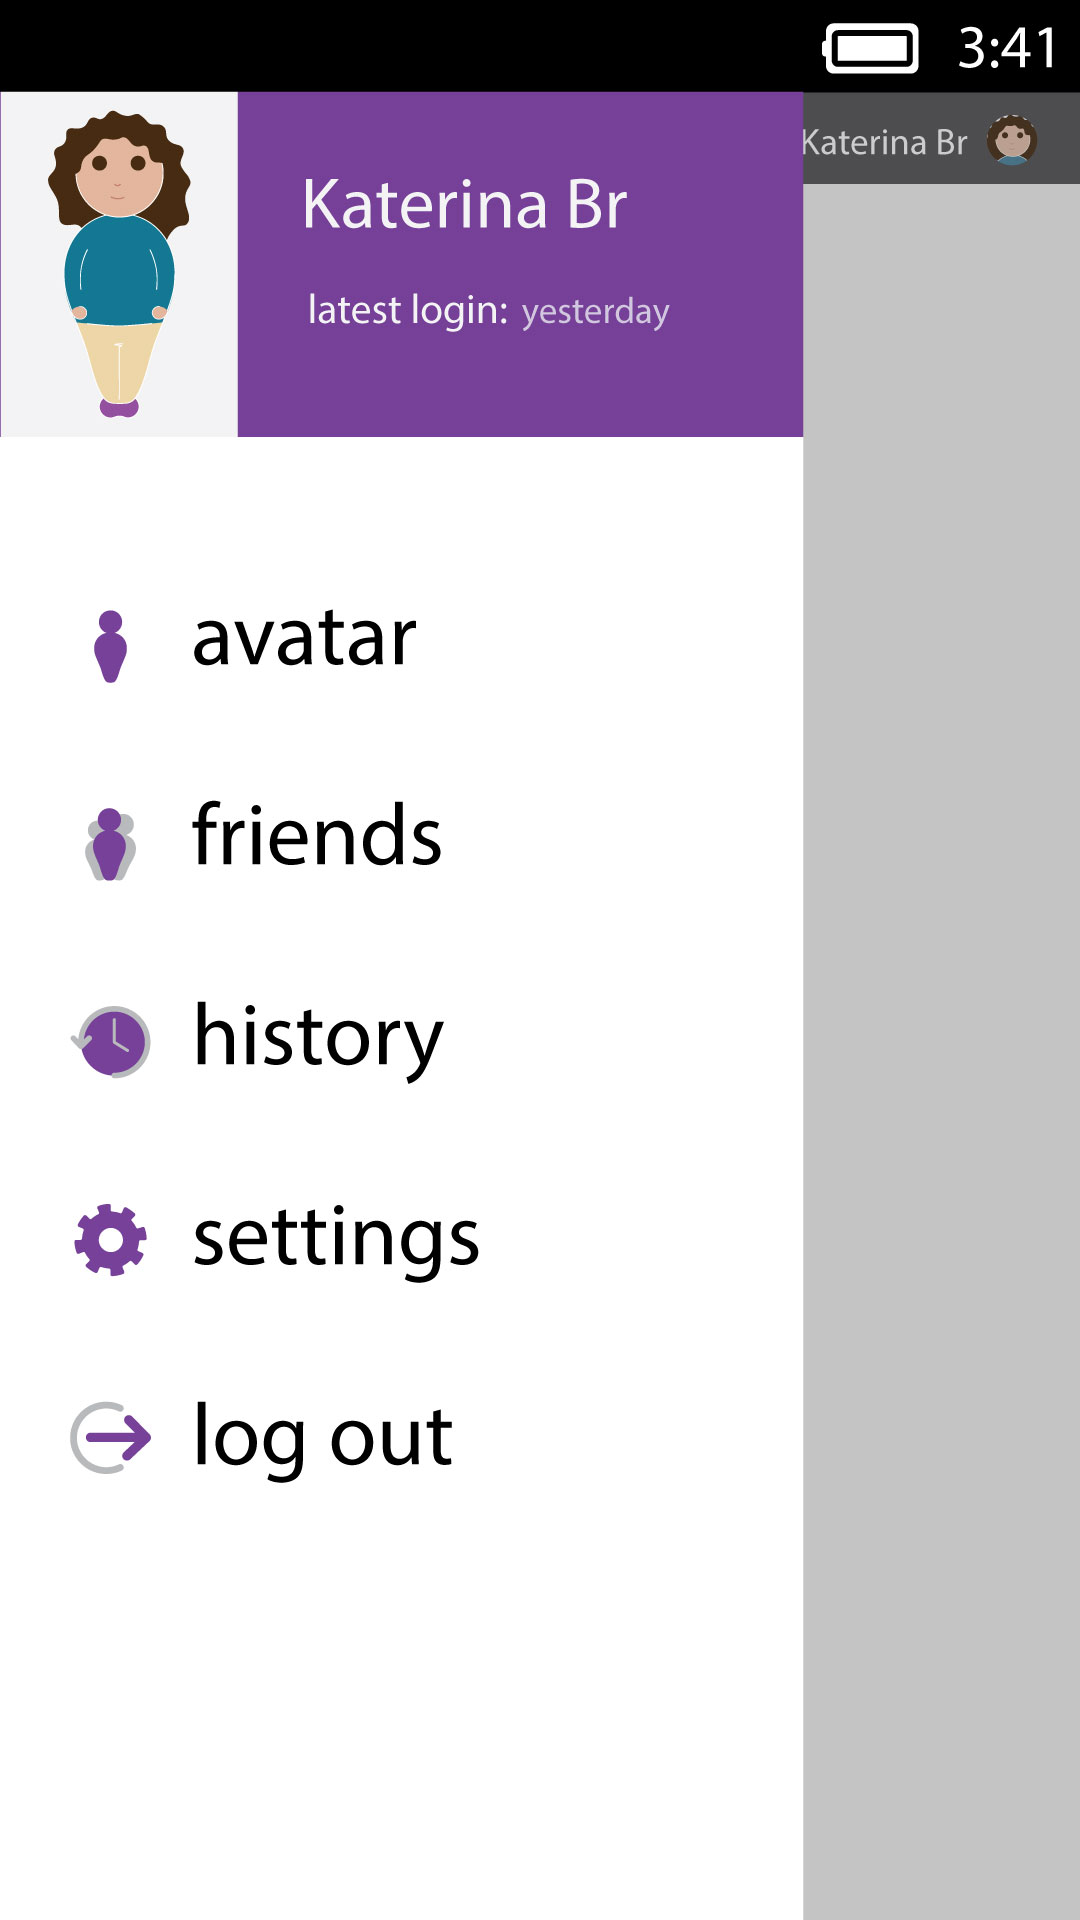 3:41
Katerina Br
Katerina Br
latest login: yesterday
avatar
friends
history
settings
log out